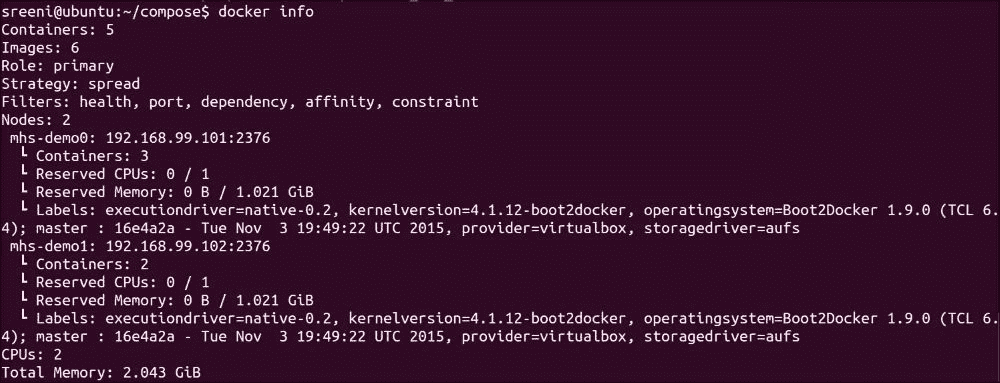 sreeni@ubuntu:~/compose$ docker info
Containers: 5
Images: 6
Role: primary
Strategy: spread
Filters: health, port, dependency, affinity, constraint
Nodes: 2
 mhs-demo0: 192.168.99.101:2376
  └ Containers: 3
  └ Reserved CPUs: 0 / 1
  └ Reserved Memory: 0 B / 1.021 GiB
  └ Labels: executiondriver=native-0.2, kernelversion=4.1.12-boot2docker, operatingsystem=Boot2Docker 1.9.0 (TCL 6.
4); master : 16e4a2a - Tue Nov  3 19:49:22 UTC 2015, provider=virtualbox, storagedriver=aufs
 mhs-demo1: 192.168.99.102:2376
  └ Containers: 2
  └ Reserved CPUs: 0 / 1
  └ Reserved Memory: 0 B / 1.021 GiB
  └ Labels: executiondriver=native-0.2, kernelversion=4.1.12-boot2docker, operatingsystem=Boot2Docker 1.9.0 (TCL 6.
4); master : 16e4a2a - Tue Nov  3 19:49:22 UTC 2015, provider=virtualbox, storagedriver=aufs
CPUs: 2
Total Memory: 2.043 GiB